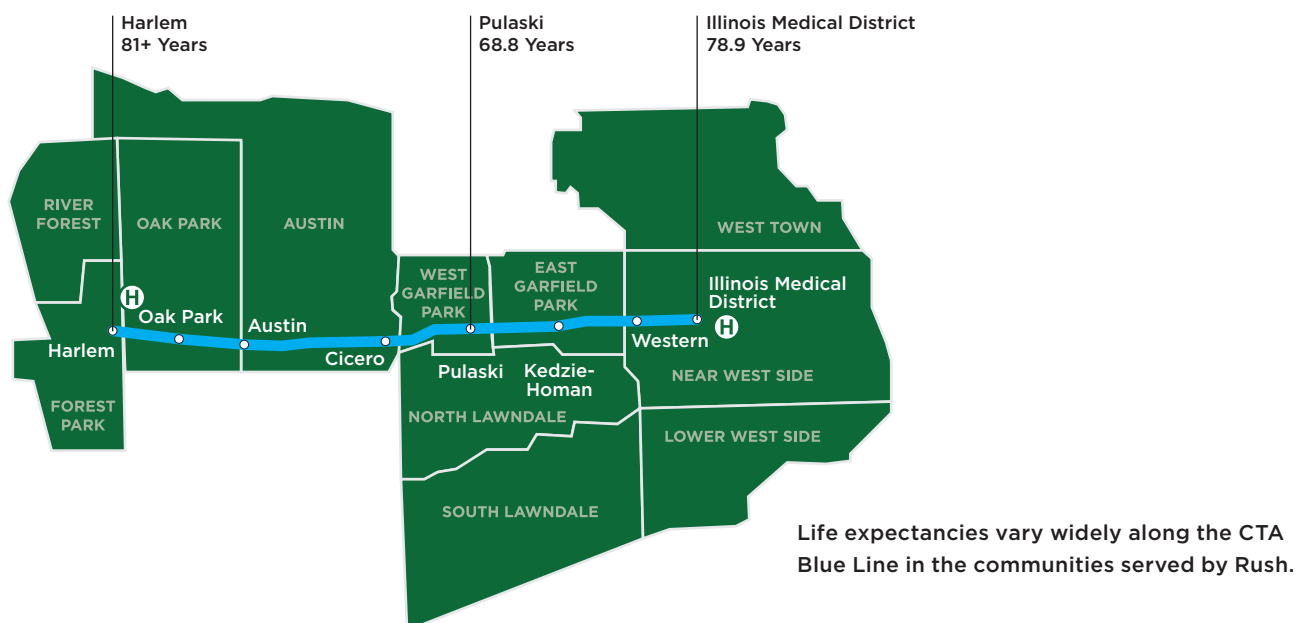 Harlem
81+ Years
Pulaski
68.8 Years
Illinois Medical District
78.9 Years
RIVER
FOREST
OAK PARK
AUSTIN
WEST TOWN
WEST
GARFIELD
PARK
EAST
GARFIELD
PARK
Illinois Medical
District
H
Oak Park
Austin
H
Harlem
Cicero
Western
Pulaski
Kedzie-
Homan
NEAR WEST SIDE
FOREST
PARK
NORTH LAWNDALE
LOWER WEST SIDE
SOUTH LAWNDALE
Life expectancies vary widely along the CTA
Blue Line in the communities served by Rush.